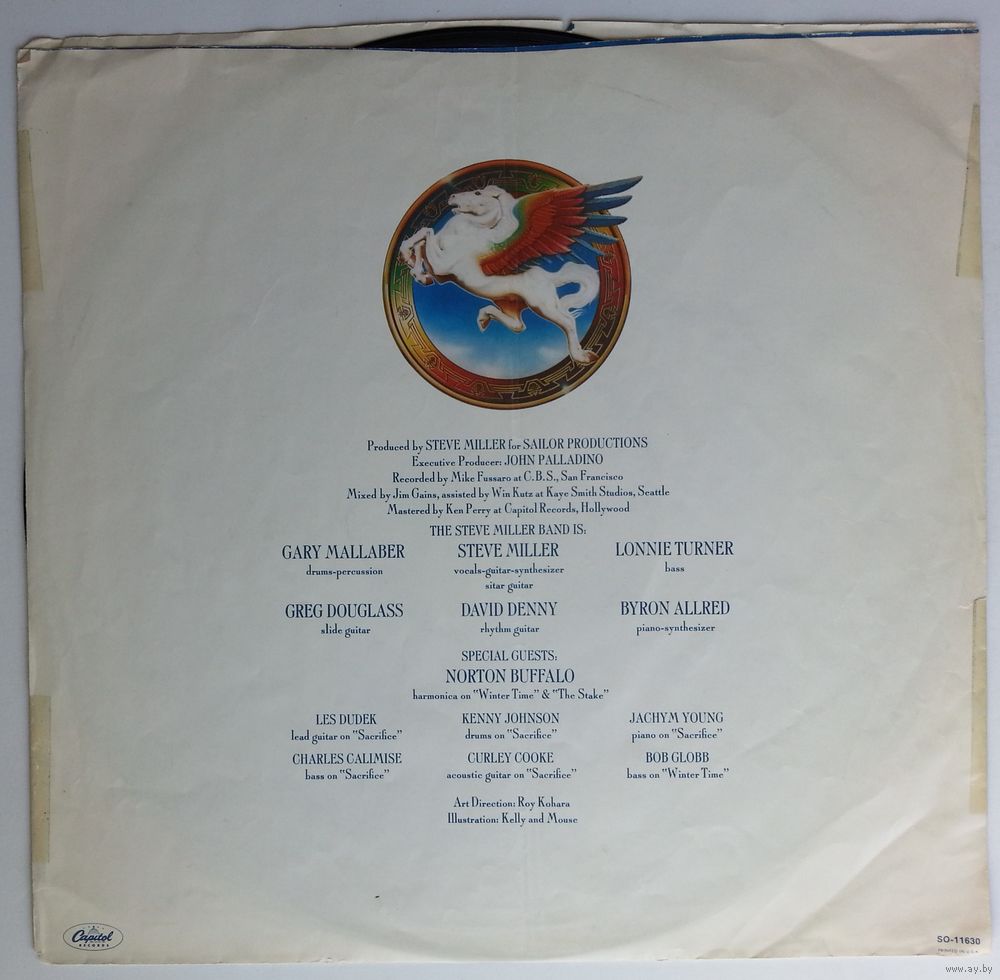 Produced by STEVE MILLER for SAILOR PRODUCTIONS
Executive Producer: JOHN PALLADINO
Recorded by Mike Fussaro at C.B.S., San Francisco
Mixed by Jim Gains, assisted by Win Kutz at Kaye Smith Studios, Seattle
Mastered by Ken Perry at Capitol Records, Hollywood
THE STEVE MILLER BAND IS:
GARY MALLABER STEVE MILLER LONNIE TURNER
drums-percussion vocals-guitar-synthesizer bass
sitar guitar
GREG DOUGLASS DAVID DENNY BYRON ALLRED
slide guitar rhythm guitar piano-synthesizer
SPECIAL GUESTS:
NORTON BUFFALO
harmonica on "Winter Time" & "The Stake"
LES DUDEK KENNY JOHNSON JACHYM YOUNG
lead guitar on "Sacrifice" drums on "Sacrifice" piano on "Sacrifice"
CHARLES CALIMISE CURLEY COOKE BOB GLOBB
bass on "Sacrifice" acoustic guitar on "Sacrifice" bass on "Winter Time"
Art Direction: Roy Kohara
Illustration: Kelly and Mouse
Capitol
RECORDS
SO-11630
PRINTED IN U.S.A.
www.ay.by